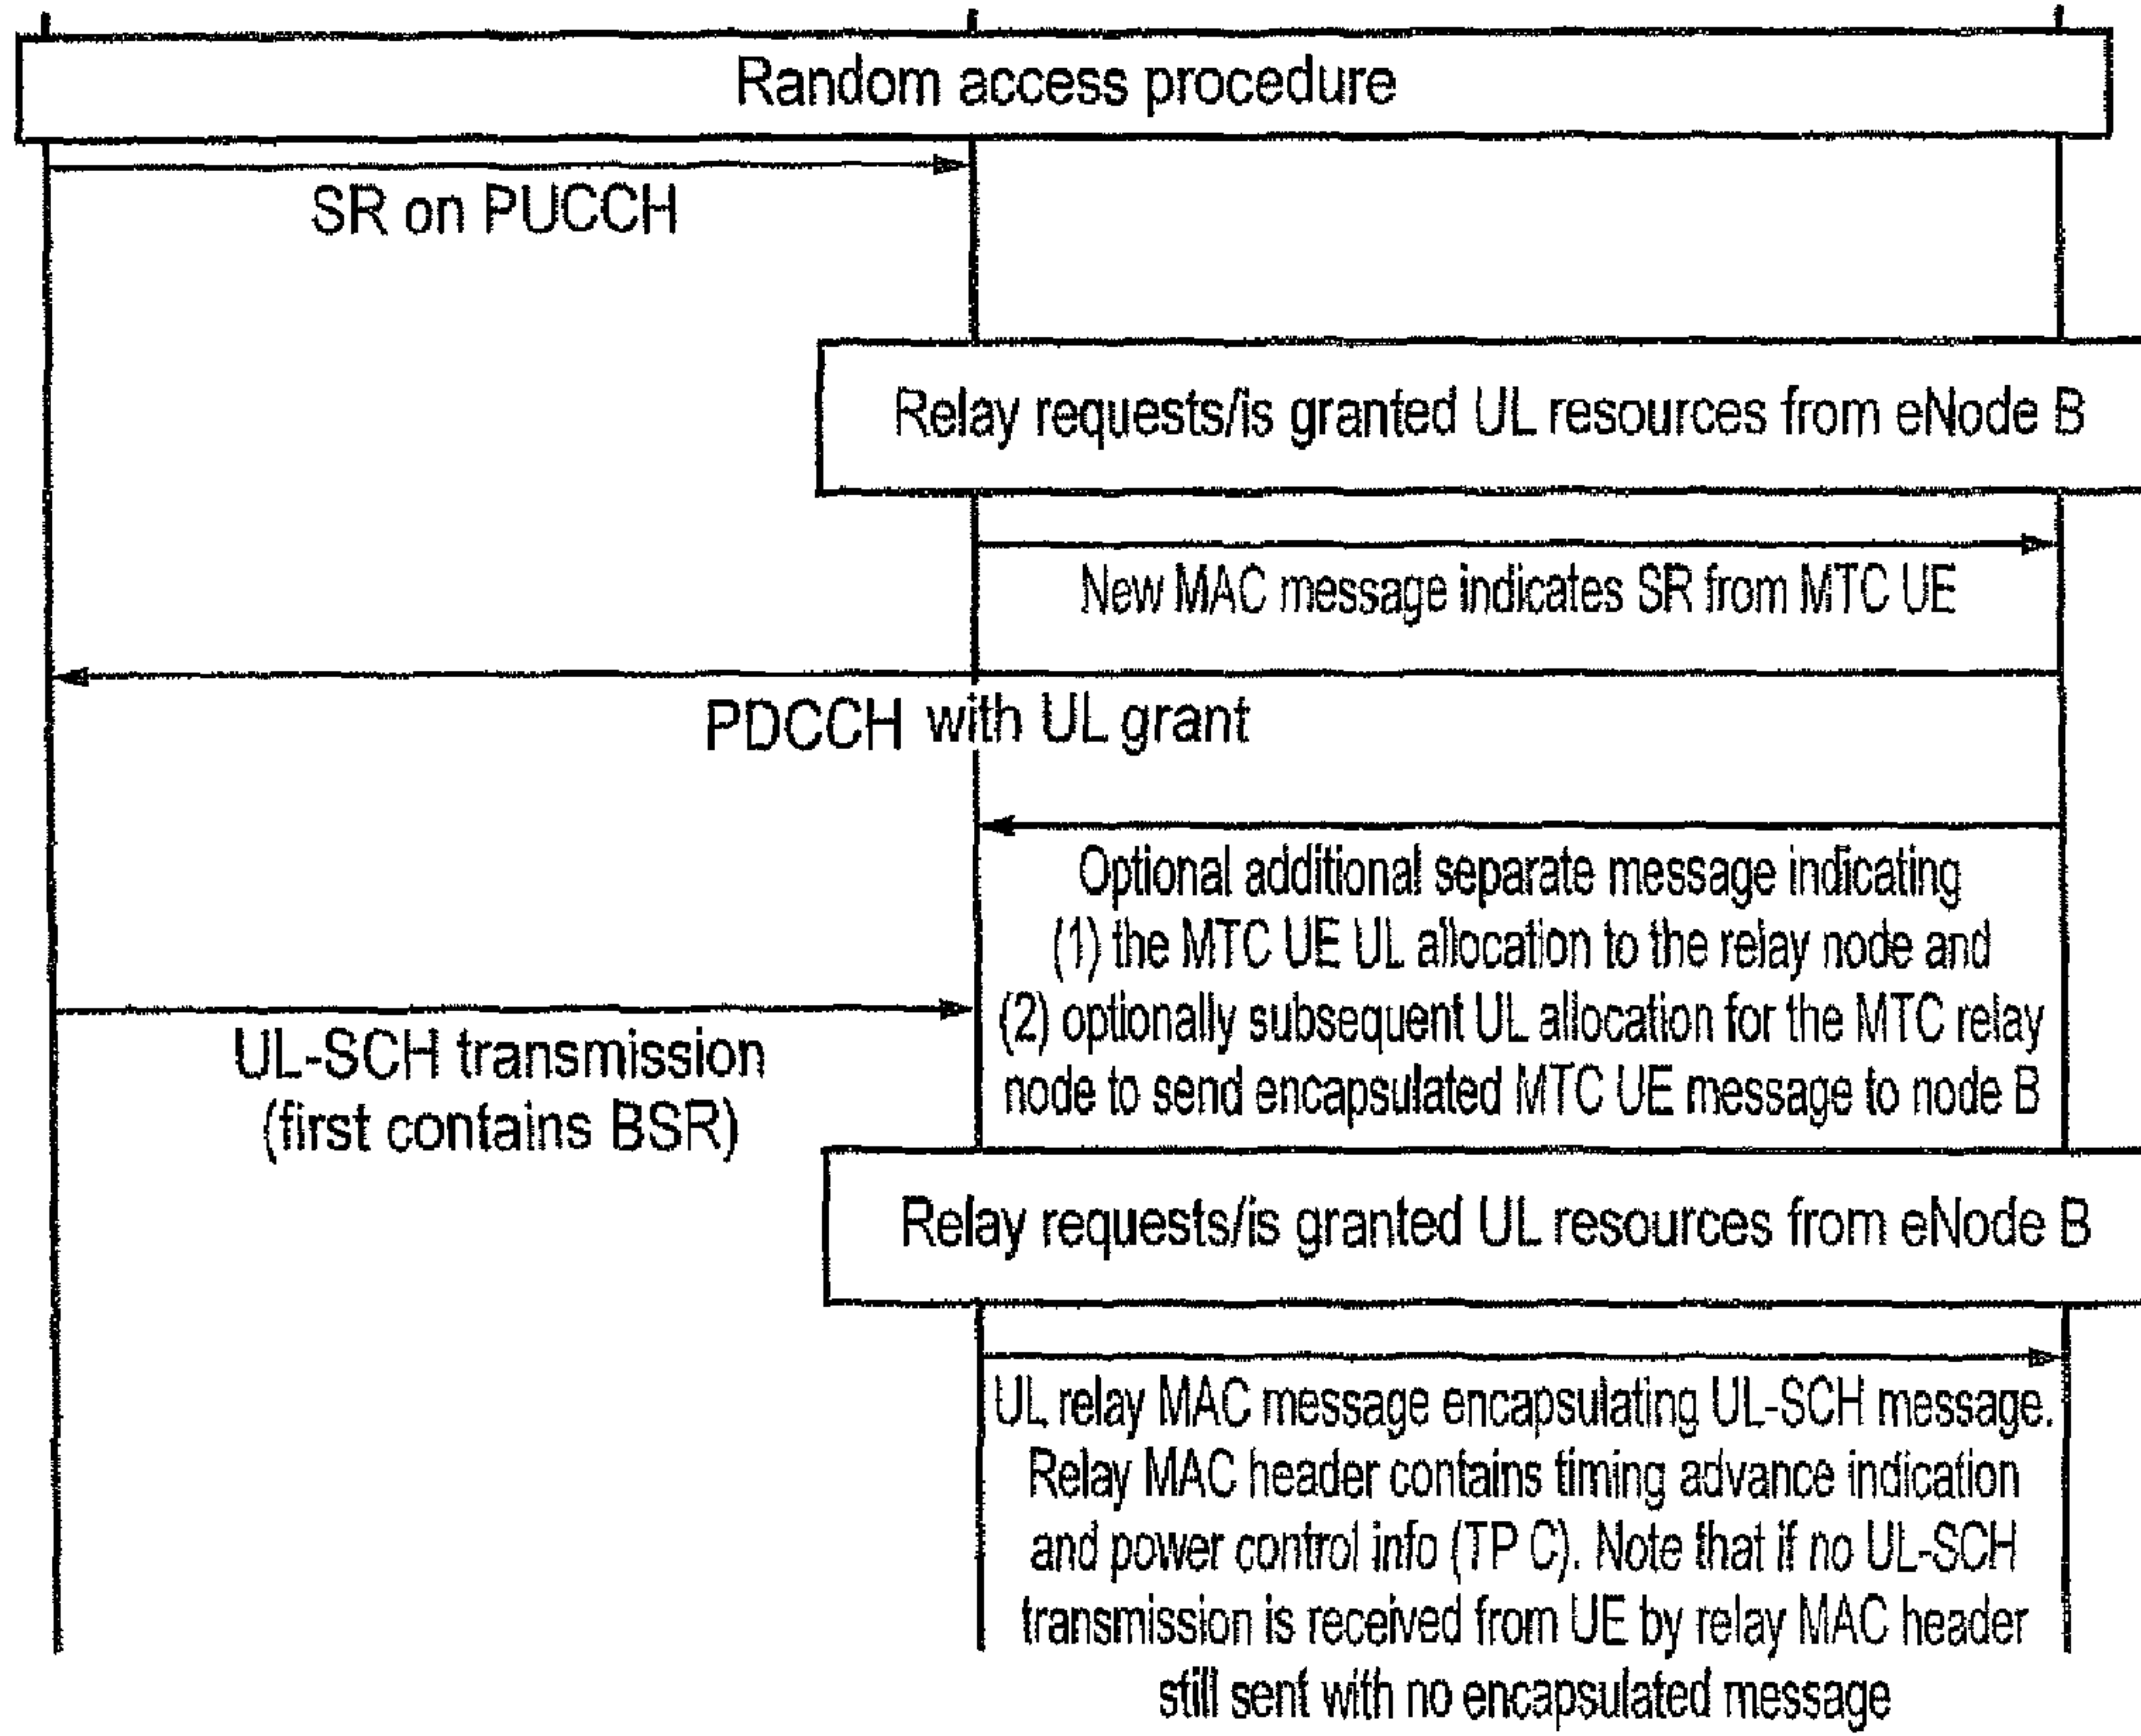 Random access procedure
SR on PUCCH
Relay requests/is granted UL resources from eNode B
New MAC message indicates SR from MTC UE
PDCCH with UL grant
Optional additional separate message indicating
(1) the MTC UE UL allocation to the relay node and
(2) optionally subsequent UL allocation for the MTC relay
node to send encapsulated MTC UE message to node B
UL-SCH transmission
(first contains BSR)
Relay requests/is granted UL resources from eNode B
UL relay MAC message encapsulating UL-SCH message.
Relay MAC header contains timing advance indication
and power control info (TP C). Note that if no UL-SCH
transmission is received from UE by relay MAC header
still sent with no encapsulated message